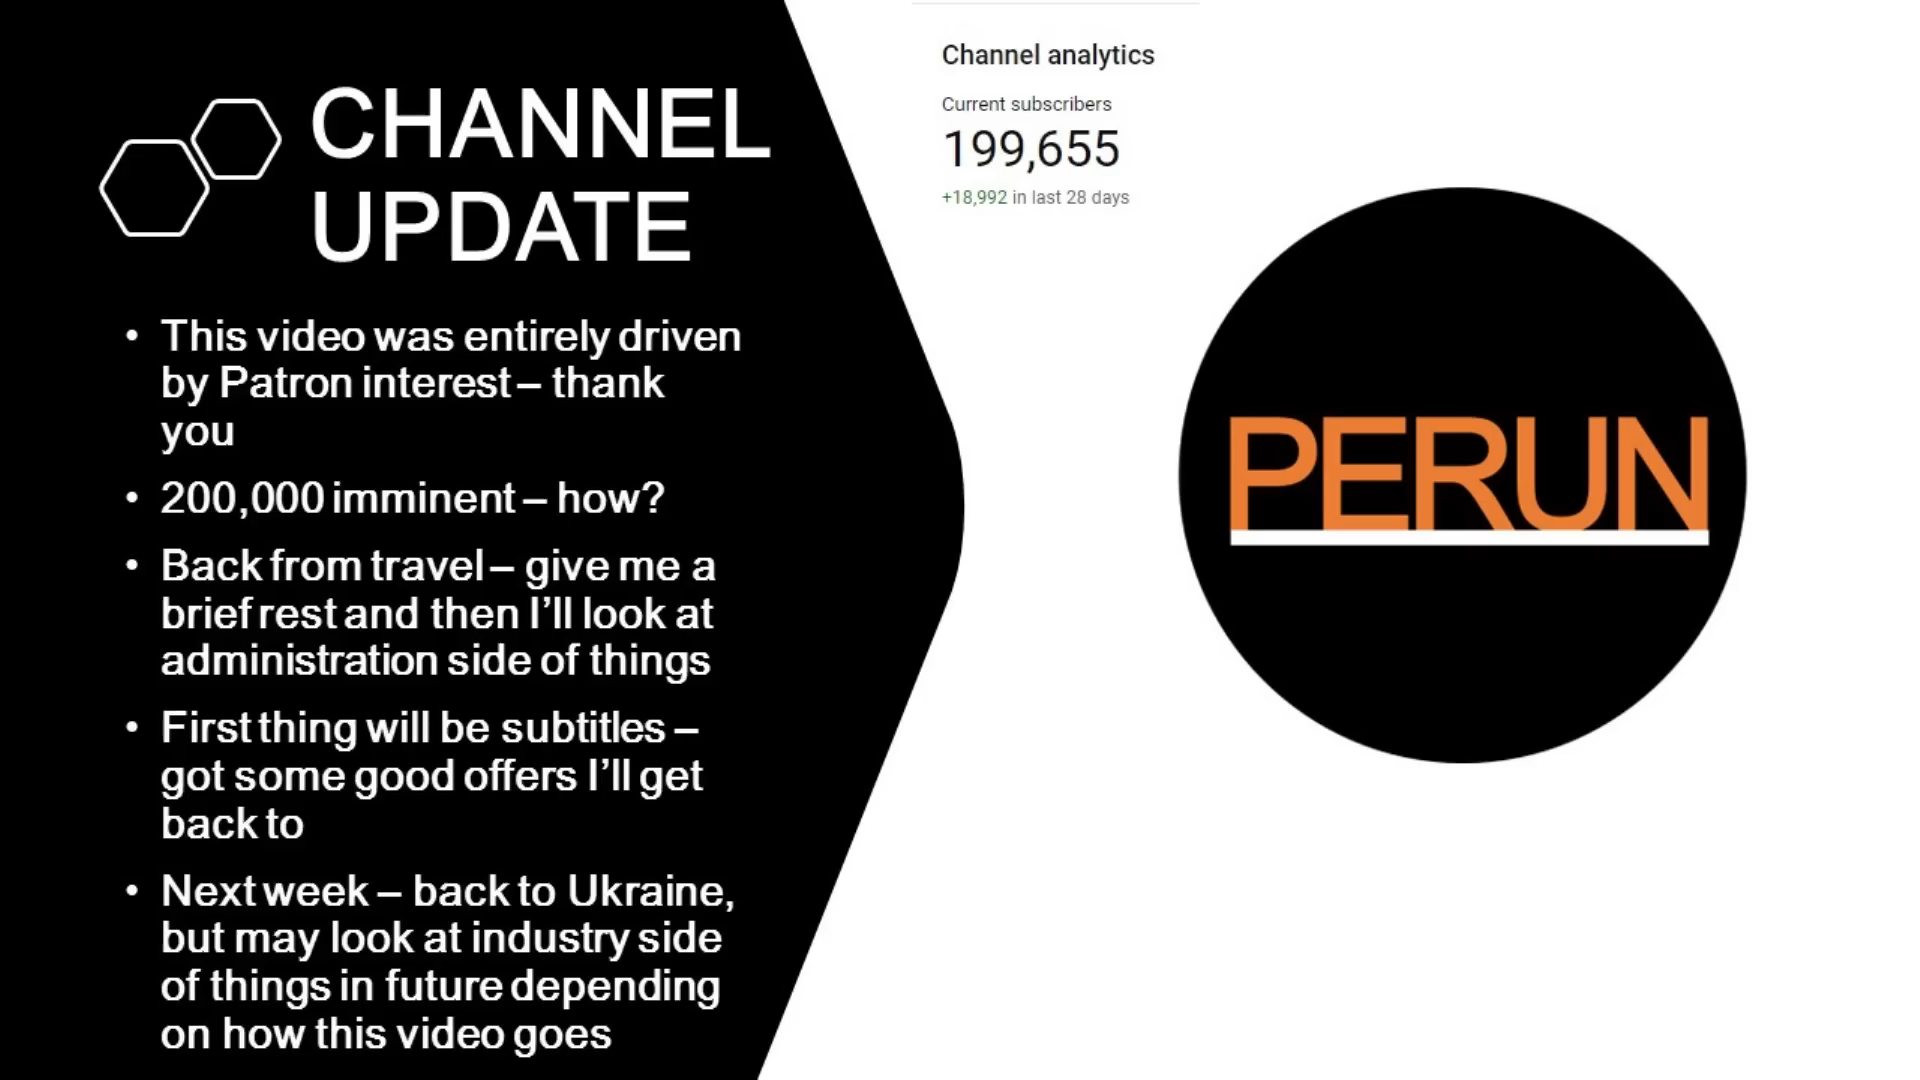 CHANNEL
UPDATE
• This video was entirely driven
by Patron interest – thank
you
• 200,000 imminent – how?
• Back from travel – give me a
brief rest and then I’ll look at
administration side of things
• First thing will be subtitles –
got some good offers I’ll get
back to
• Next week – back to Ukraine,
but may look at industry side
of things in future depending
on how this video goes
Channel analytics
Current subscribers
199,655
+18,992 in last 28 days
PERUN